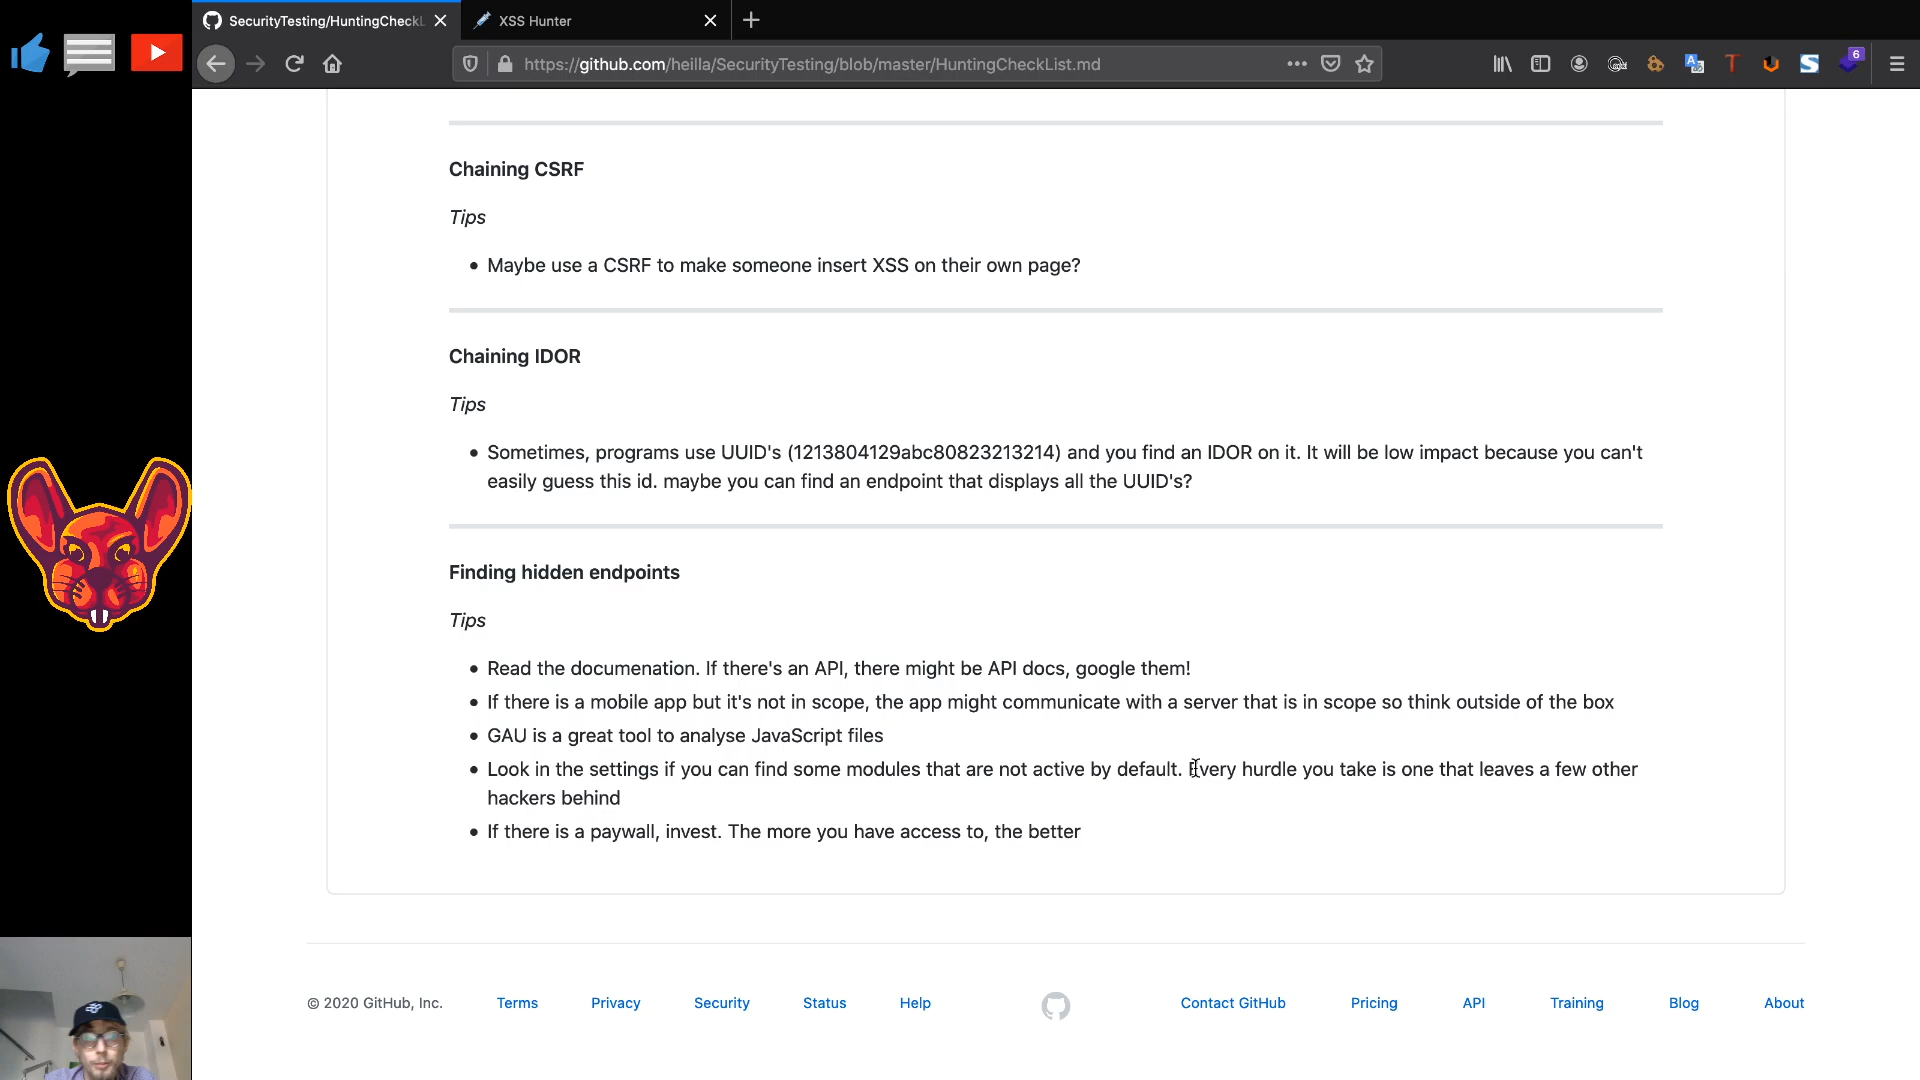 SecurityTesting/HuntingCheckL
XSS Hunter
https://github.com/heilla/SecurityTesting/blob/master/HuntingCheckList.md
6
Chaining CSRF
Tips
Maybe use a CSRF to make someone insert XSS on their own page?
Chaining IDOR
Tips
Sometimes, programs use UUID's (1213804129abc80823213214) and you find an IDOR on it. It will be low impact because you can't
easily guess this id. maybe you can find an endpoint that displays all the UUID's?
Finding hidden endpoints
Tips
Read the documenation. If there's an API, there might be API docs, google them!
If there is a mobile app but it's not in scope, the app might communicate with a server that is in scope so think outside of the box
GAU is a great tool to analyse JavaScript files
Look in the settings if you can find some modules that are not active by default. Every hurdle you take is one that leaves a few other
hackers behind
If there is a paywall, invest. The more you have access to, the better
© 2020 GitHub, Inc. Terms Privacy Security Status Help Contact GitHub Pricing API Training Blog About